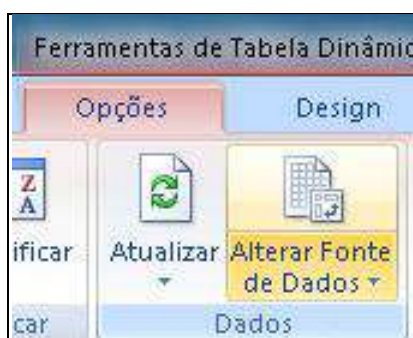 Ferramentas de Tabela Dinâmic
Opções Design
Z
A
ificar Atualizar Alterar Fonte
de Dados
car Dados